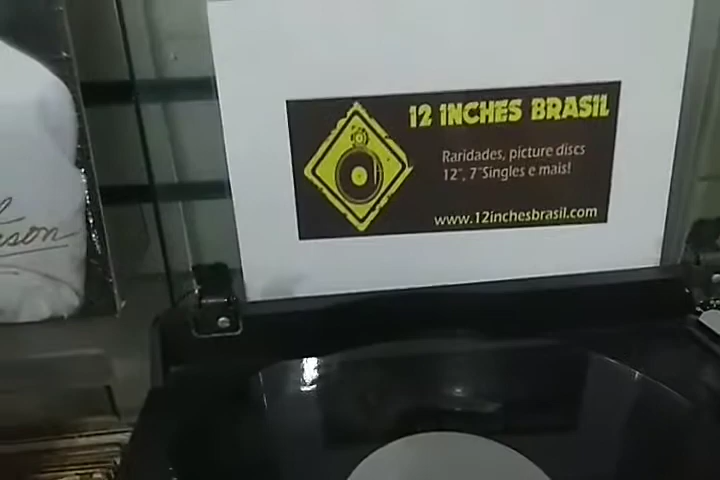 12 INCHES BRASIL
Raridades, picture discs
12", 7"Singles e mais!
www.12inchesbrasil.com